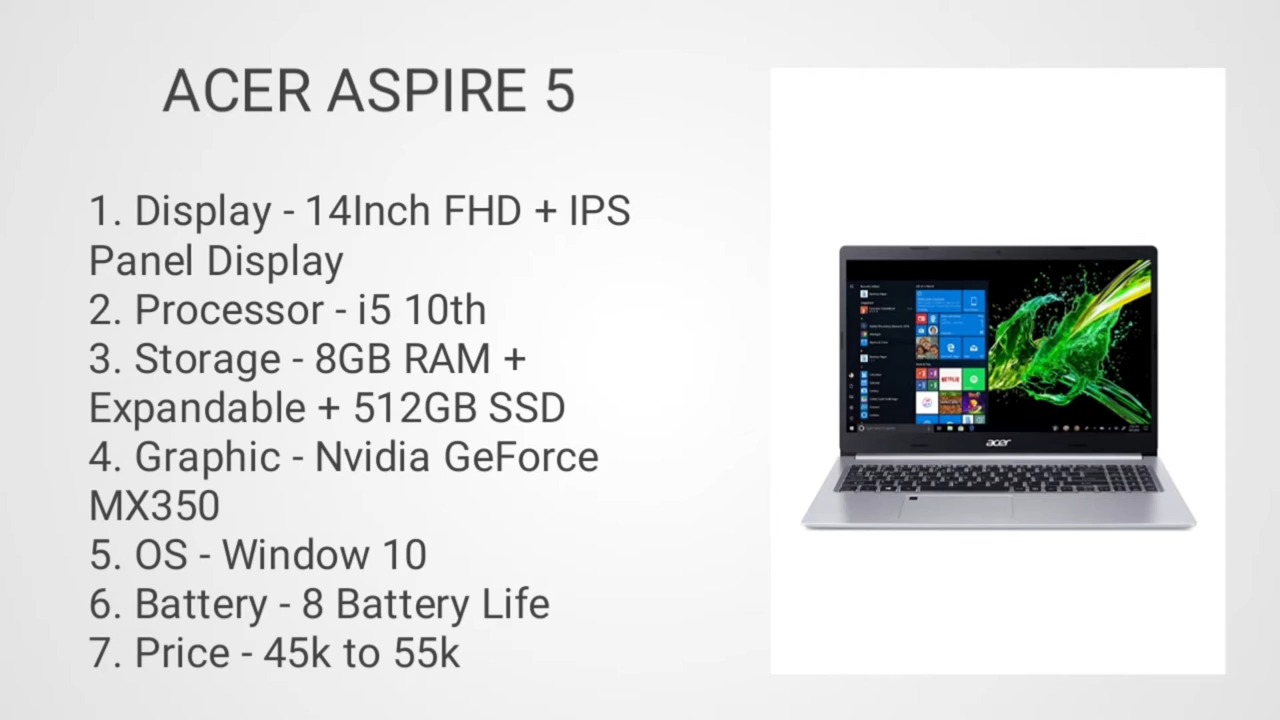 ACER ASPIRE 5
1. Display - 14Inch FHD + IPS
Panel Display
2. Processor - i5 10th
3. Storage - 8GB RAM +
Expandable + 512GB SSD
4. Graphic - Nvidia GeForce
MX350
5. OS - Window 10
6. Battery - 8 Battery Life
7. Price - 45k to 55k
NETFLIX
acer